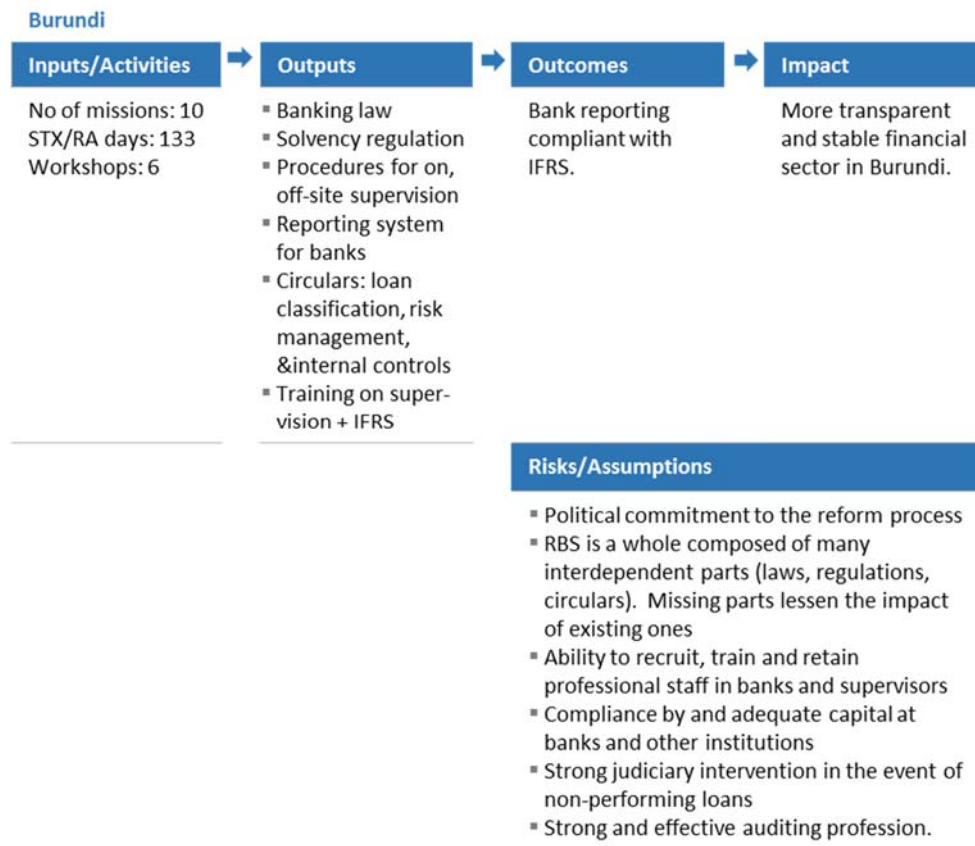 Burundi
Inputs/Activities
No of missions: 10
STX/RA days: 133
Workshops: 6
Outputs
▪ Banking law
▪ Solvency regulation
▪ Procedures for on,
off-site supervision
▪ Reporting system
for banks
▪ Circulars: loan
classification, risk
management,
&internal controls
▪ Training on super-
vision + IFRS
Outcomes
Bank reporting
compliant with
IFRS.
Impact
More transparent
and stable financial
sector in Burundi.
Risks/Assumptions
▪ Political commitment to the reform process
▪ RBS is a whole composed of many
interdependent parts (laws, regulations,
circulars).  Missing parts lessen the impact
of existing ones
▪ Ability to recruit, train and retain
professional staff in banks and supervisors
▪ Compliance by and adequate capital at
banks and other institutions
▪ Strong judiciary intervention in the event of
non-performing loans
▪ Strong and effective auditing profession.